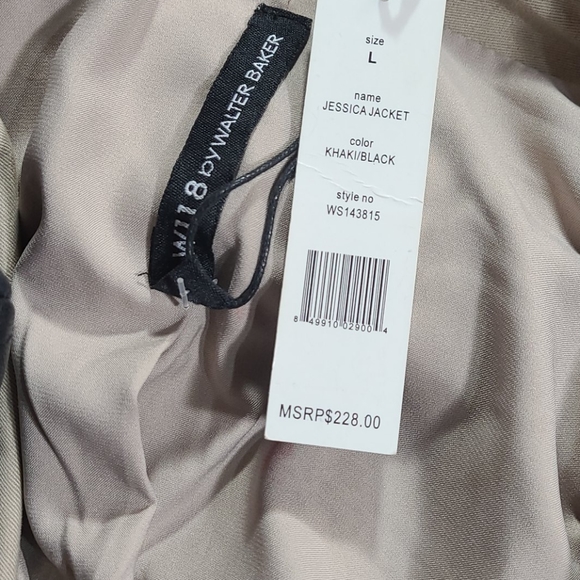 W118 by WALTER BAKER
size
L
name
JESSICA JACKET
color
KHAKI/BLACK
style no
WS143815
8 49910 02900 4
MSRP$228.00